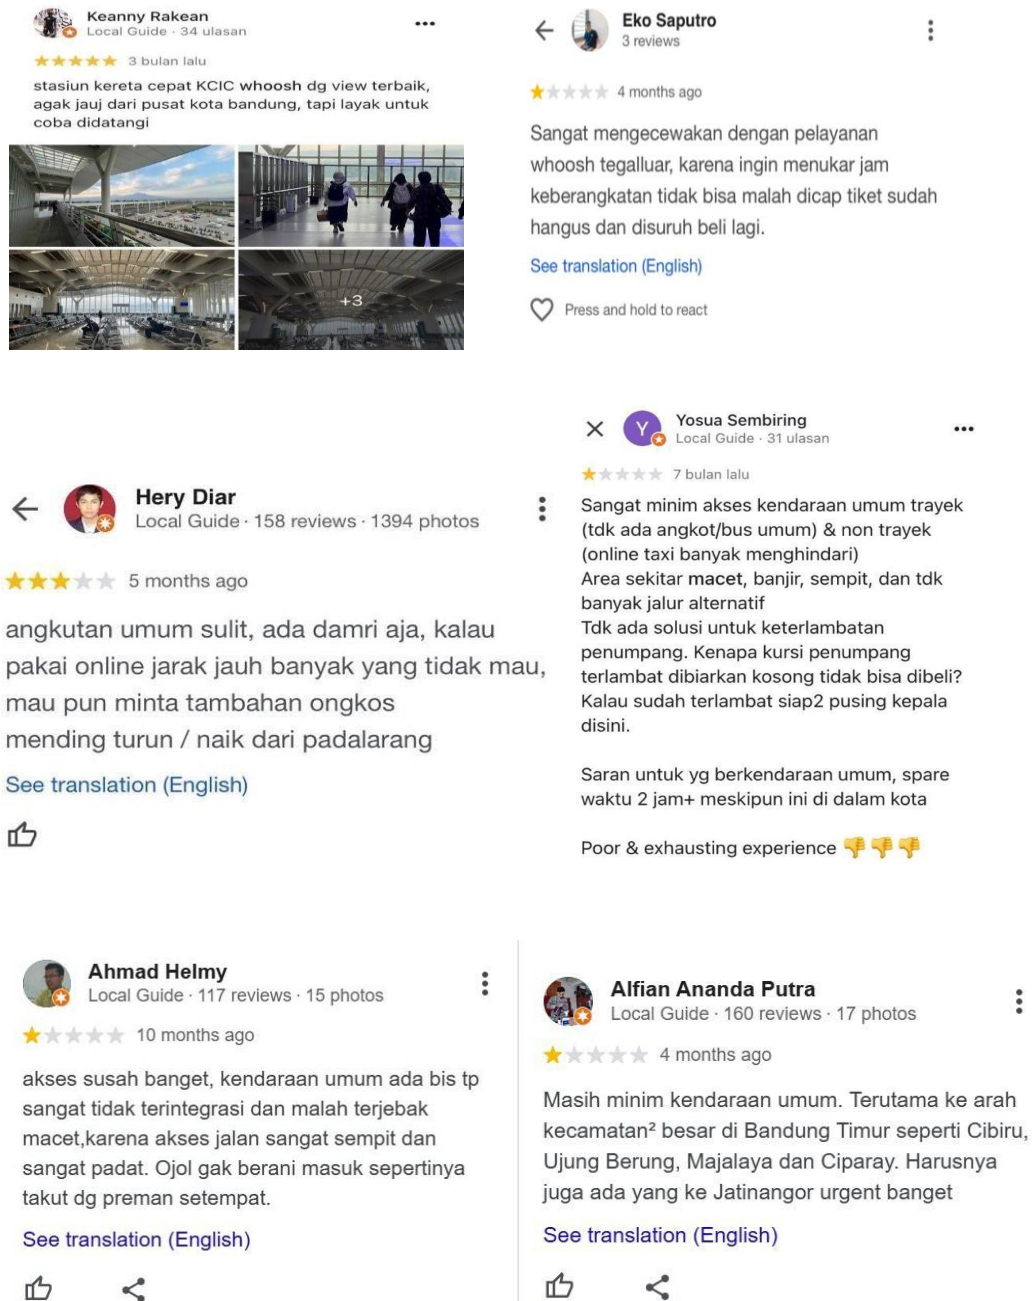 Keanny Rakean
Local Guide · 34 ulasan
3 bulan lalu
stasiun kereta cepat KCIC whoosh dg view terbaik,
agak jauj dari pusat kota bandung, tapi layak untuk
coba didatangi
+3
Eko Saputro
3 reviews
4 months ago
Sangat mengecewakan dengan pelayanan
whoosh tegalluar, karena ingin menukar jam
keberangkatan tidak bisa malah dicap tiket sudah
hangus dan disuruh beli lagi.
See translation (English)
Press and hold to react
Hery Diar
Local Guide · 158 reviews · 1394 photos
5 months ago
angkutan umum sulit, ada damri aja, kalau
pakai online jarak jauh banyak yang tidak mau,
mau pun minta tambahan ongkos
mending turun / naik dari padalarang
See translation (English)
Y
Yosua Sembiring
Local Guide · 31 ulasan
7 bulan lalu
Sangat minim akses kendaraan umum trayek
(tdk ada angkot/bus umum) & non trayek
(online taxi banyak menghindari)
Area sekitar macet, banjir, sempit, dan tdk
banyak jalur alternatif
Tdk ada solusi untuk keterlambatan
penumpang. Kenapa kursi penumpang
terlambat dibiarkan kosong tidak bisa dibeli?
Kalau sudah terlambat siap2 pusing kepala
disini.
Saran untuk yg berkendaraan umum, spare
waktu 2 jam+ meskipun ini di dalam kota
Poor & exhausting experience 👎👎👎
Ahmad Helmy
Local Guide · 117 reviews · 15 photos
10 months ago
akses susah banget, kendaraan umum ada bis tp
sangat tidak terintegrasi dan malah terjebak
macet,karena akses jalan sangat sempit dan
sangat padat. Ojol gak berani masuk sepertinya
takut dg preman setempat.
See translation (English)
Alfian Ananda Putra
Local Guide · 160 reviews · 17 photos
4 months ago
Masih minim kendaraan umum. Terutama ke arah
kecamatan² besar di Bandung Timur seperti Cibiru,
Ujung Berung, Majalaya dan Ciparay. Harusnya
juga ada yang ke Jatinangor urgent banget
See translation (English)